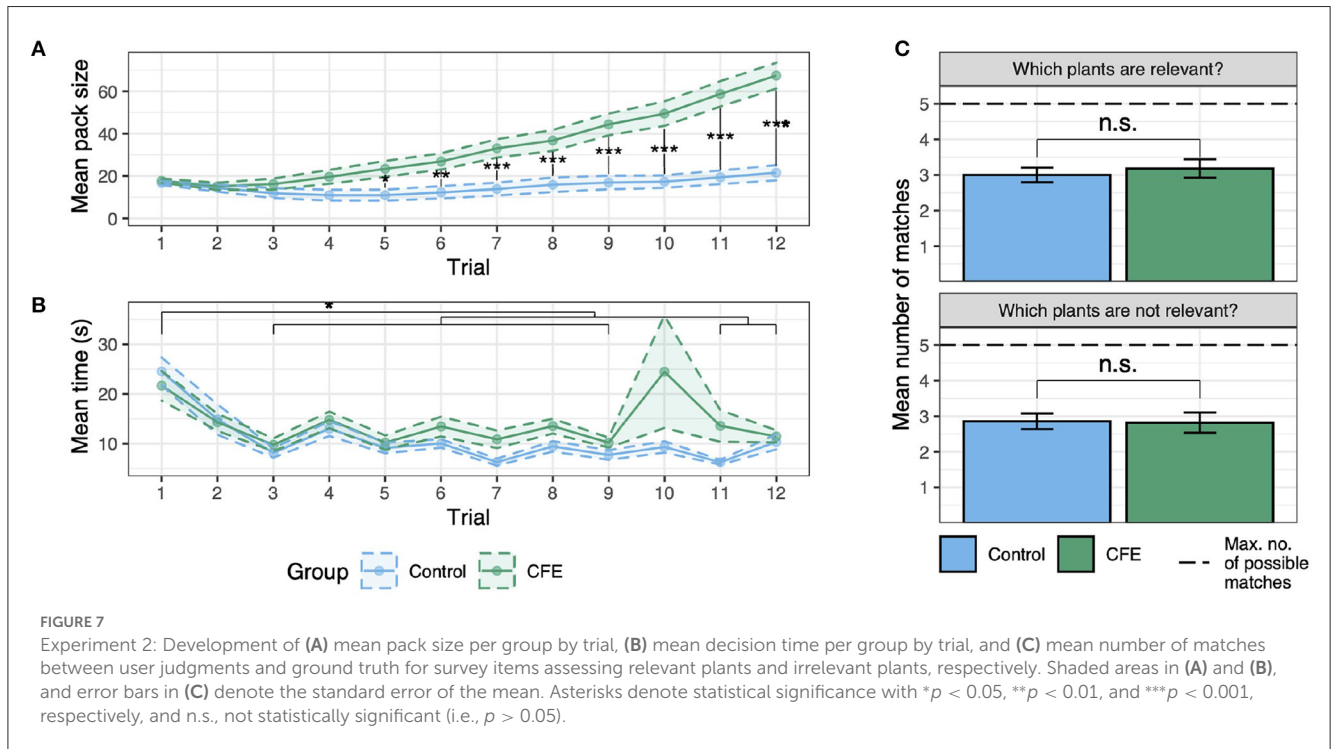 A
Mean pack size
60
40
20
0
* ** *** *** *** *** *** ***
1 2 3 4 5 6 7 8 9 10 11 12
Trial
B
Mean time (s)
30
20
10
*
1 2 3 4 5 6 7 8 9 10 11 12
Trial
Group Control CFE
C
Mean number of matches
Which plants are relevant?
5
4
3
2
1
n.s.
Which plants are not relevant?
5
4
3
2
1
n.s.
Control CFE
Max. no.
of possible
matches
FIGURE 7
Experiment 2: Development of (A) mean pack size per group by trial, (B) mean decision time per group by trial, and (C) mean number of matches
between user judgments and ground truth for survey items assessing relevant plants and irrelevant plants, respectively. Shaded areas in (A) and (B),
and error bars in (C) denote the standard error of the mean. Asterisks denote statistical significance with *p < 0.05, **p < 0.01, and ***p < 0.001,
respectively, and n.s., not statistically significant (i.e., p > 0.05).